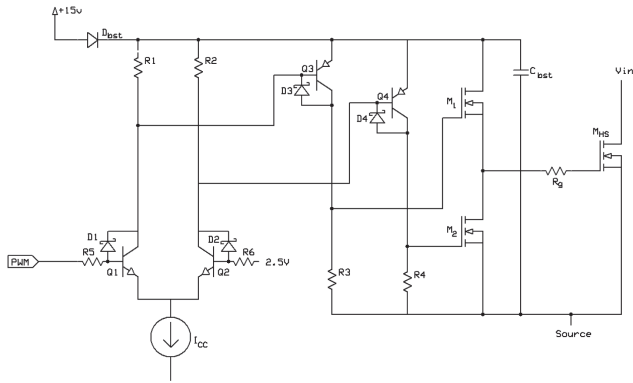 +15v
Dbst
R1
R2
Q3
D3
Q4
D4
M1
Cbst
Vin
MHS
Rg
M2
D1
R5
Q1
D2
Q2
R6
2.5V
PWM
R3
R4
Source
ICC